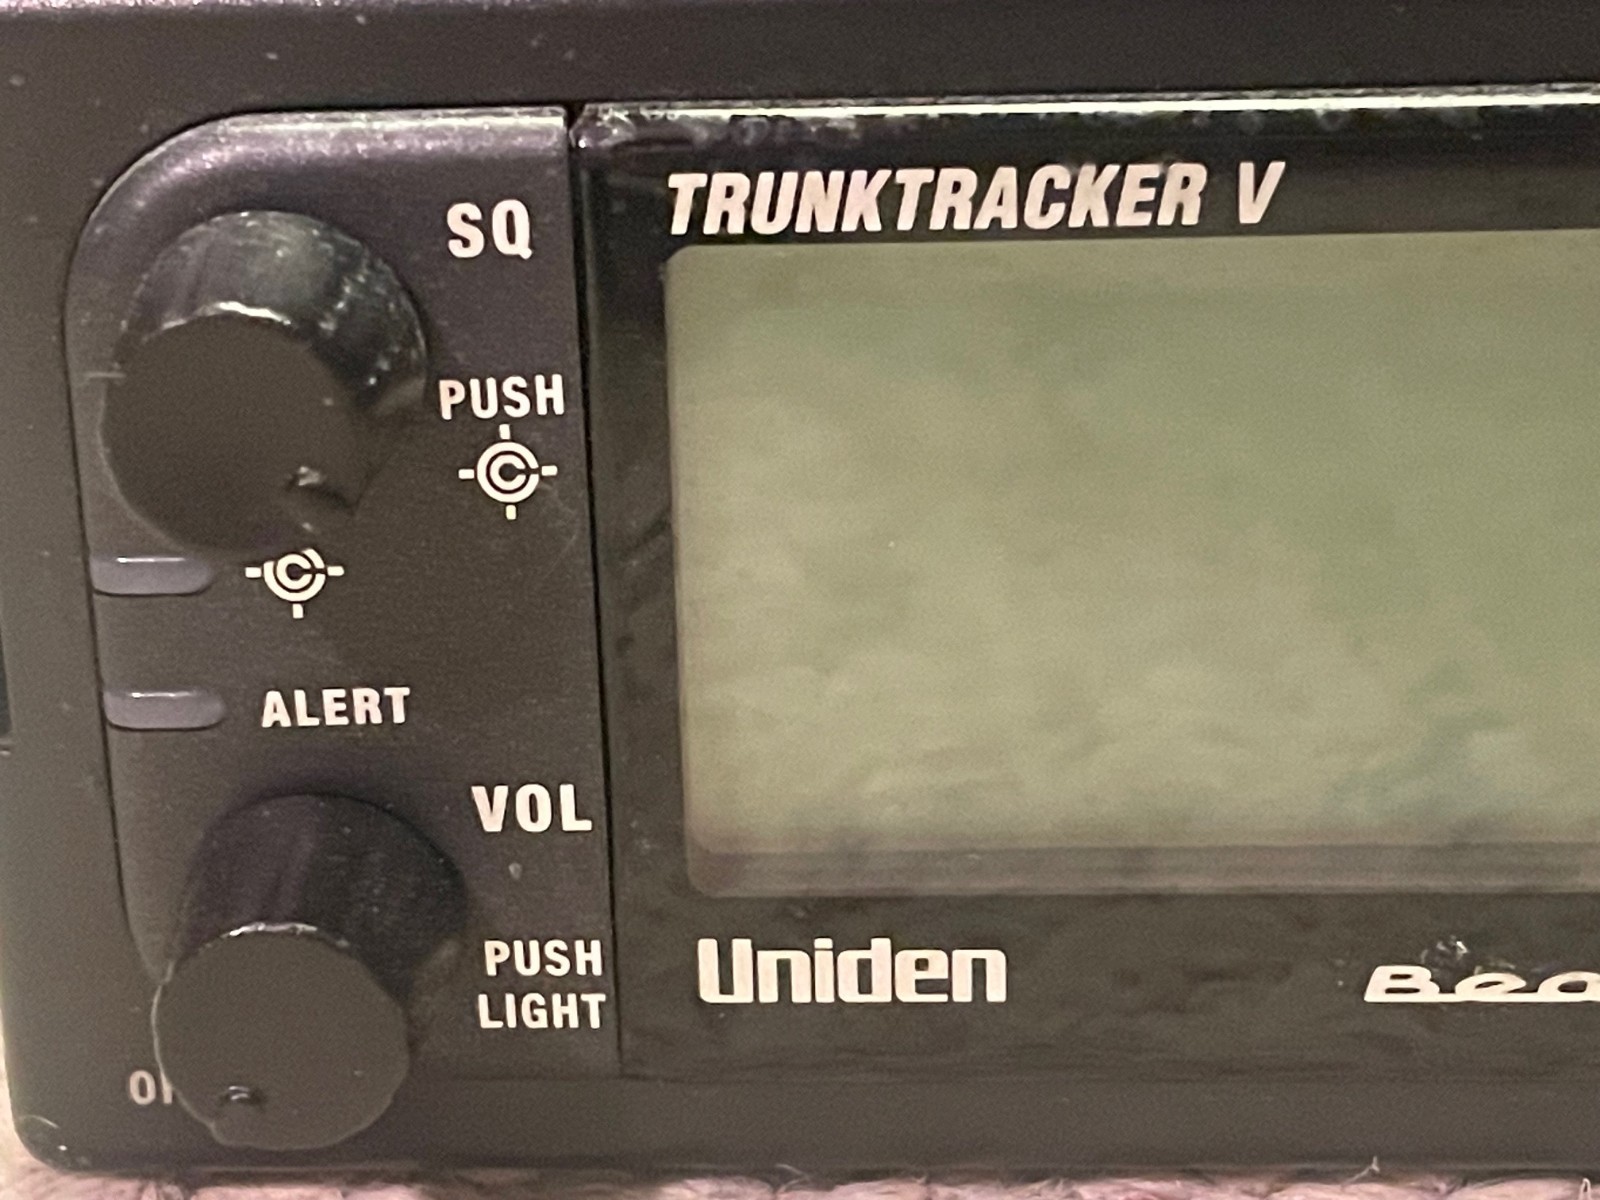 TRUNKTRACKER V
SQ
PUSH
ALERT
VOL
PUSH
LIGHT
Uniden